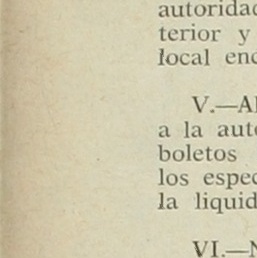 autoridad
terior y
local enc
V.—Al
a la auto
boletos
los espec
la liquid
VI.—N